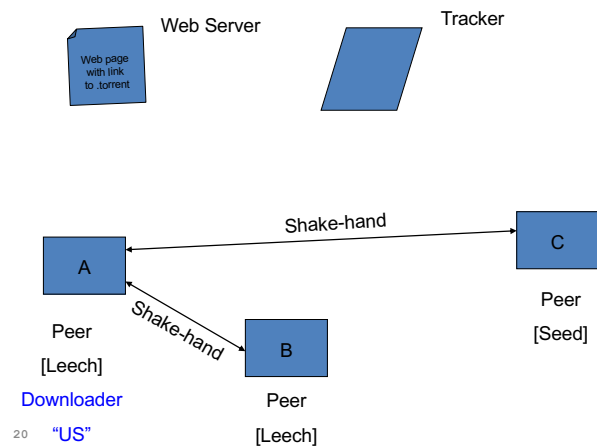 Web Server
Tracker
Web page
with link
to .torrent
Shake-hand
C
A
Peer
[Seed]
Shake-hand
Peer
[Leech]
Downloader
“US”
B
Peer
[Leech]
20